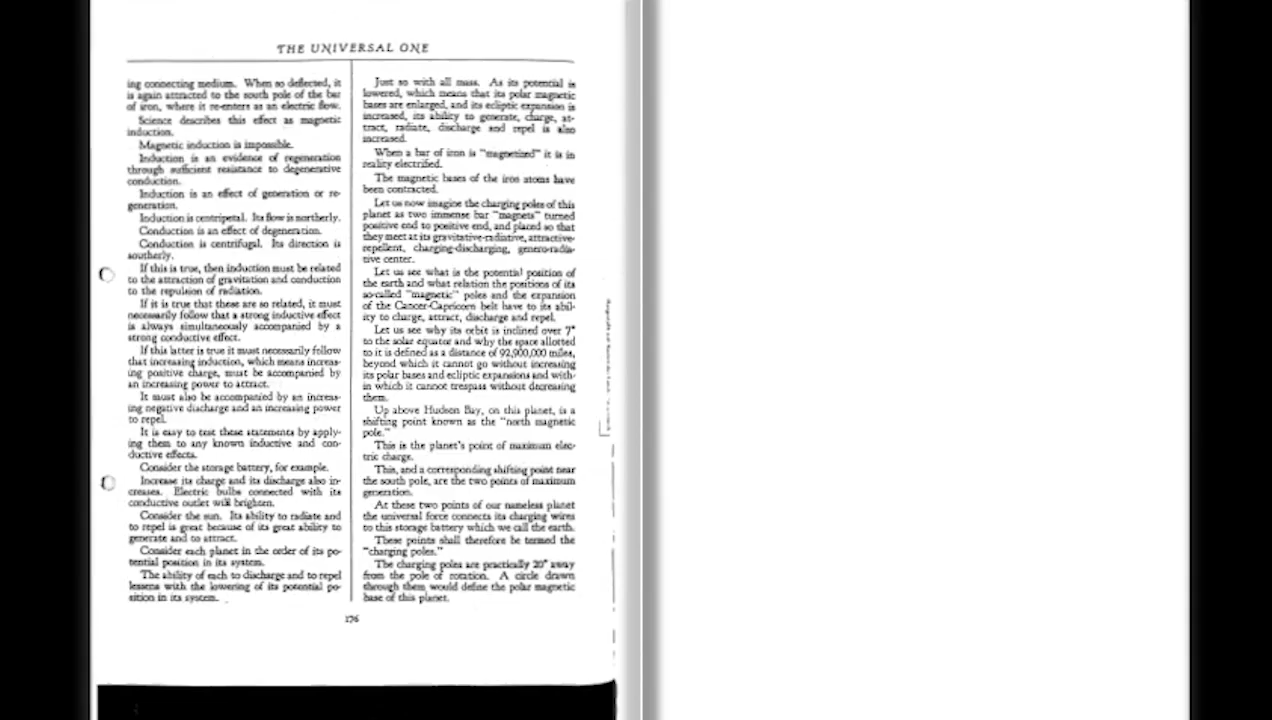 THE UNIVERSAL ONE
ing connecting medium. When so deflected, it
is again attracted to the south pole of the bar
of iron, where it re-enters as an electric flow.
Science describes this effect as magnetic
induction.
Magnetic induction is impossible.
Induction is an evidence of regeneration
through sufficient resistance to degenerative
conduction.
Induction is an effect of generation or re-
generation.
Induction is centripetal. Its flow is northerly.
Conduction is an effect of degeneration.
Conduction is centrifugal. Its direction is
southerly.
If this is true, then induction must be related
to the attraction of gravitation and conduction
to the repulsion of radiation.
If it is true that these are so related, it must
necessarily follow that a strong inductive effect
is always simultaneously accompanied by a
strong conductive effect.
If this latter is true it must necessarily follow
that increasing induction, which means increas-
ing positive charge, must be accompanied by
an increasing power to attract.
It must also be accompanied by an increas-
ing negative discharge and an increasing power
to repel.
It is easy to test these statements by apply-
ing them to any known inductive and con-
ductive effects.
Consider the storage battery, for example.
Increase its charge and its discharge also in-
creases. Electric bulbs connected with its
conductive outlet will brighten.
Consider the sun. Its ability to radiate and
to repel is great because of its great ability to
generate and to attract.
Consider each planet in the order of its po-
tential position in its system.
The ability of each to discharge and to repel
lessens with the lowering of its potential po-
sition in its system.
Just so with all mass. As its potential is
lowered, which means that its polar magnetic
bases are enlarged, and its ecliptic expansion is
increased, its ability to generate, charge, at-
tract, radiate, discharge and repel is also
increased.
When a bar of iron is "magnetized" it is in
reality electrified.
The magnetic bases of the iron atoms have
been contracted.
Let us now imagine the charging poles of this
planet as two immense bar "magnets" turned
positive end to positive end, and placed so that
they meet at its gravitative-radiative, attractive-
repellent, charging-discharging, genero-radia-
tive center.
Let us see what is the potential position of
the earth and what relation the positions of its
so-called "magnetic" poles and the expansion
of the Cancer-Capricorn belt have to its abil-
ity to charge, attract, discharge and repel.
Let us see why its orbit is inclined over 7°
to the solar equator and why the space allotted
to it is defined as a distance of 92,900,000 miles,
beyond which it cannot go without increasing
its polar bases and ecliptic expansions and with-
in which it cannot trespass without decreasing
them.
Up above Hudson Bay, on this planet, is a
shifting point known as the "north magnetic
pole."
This is the planet's point of maximum elec-
tric charge.
This, and a corresponding shifting point near
the south pole, are the two points of maximum
generation.
At these two points of our nameless planet
the universal force connects its charging wires
to this storage battery which we call the earth.
These points shall therefore be termed the
"charging poles."
The charging poles are practically 20° away
from the pole of rotation. A circle drawn
through them would define the polar magnetic
base of this planet.
176